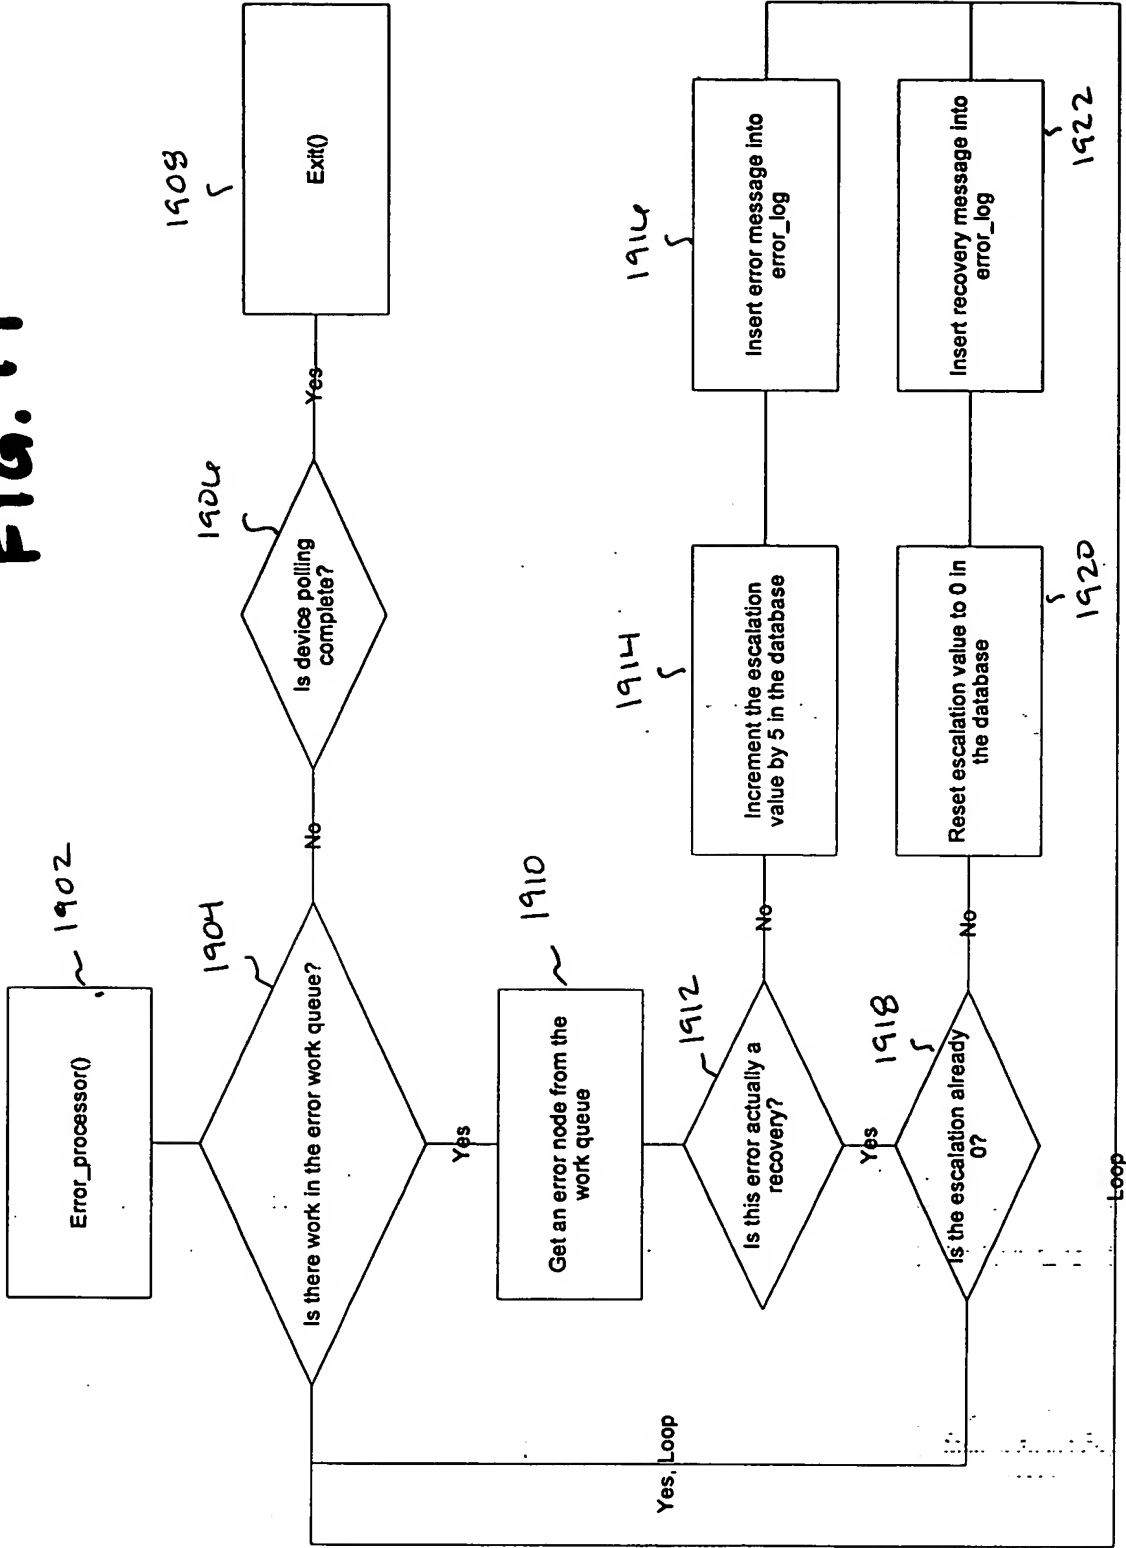 FIG. 19
Error_processor()
1902
Is there work in the error work queue?
1904
No
Is device polling
complete?
1906
Yes
Exit()
1908
Yes
Get an error node from the
work queue
1910
Is this error actually a
recovery?
1912
No
Increment the escalation
value by 5 in the database
1914
Insert error message into
error_log
1916
Yes
Is the escalation already
0?
1918
No
Reset escalation value to 0 in
the database
1920
Insert recovery message into
error_log
1922
Yes, Loop
Loop